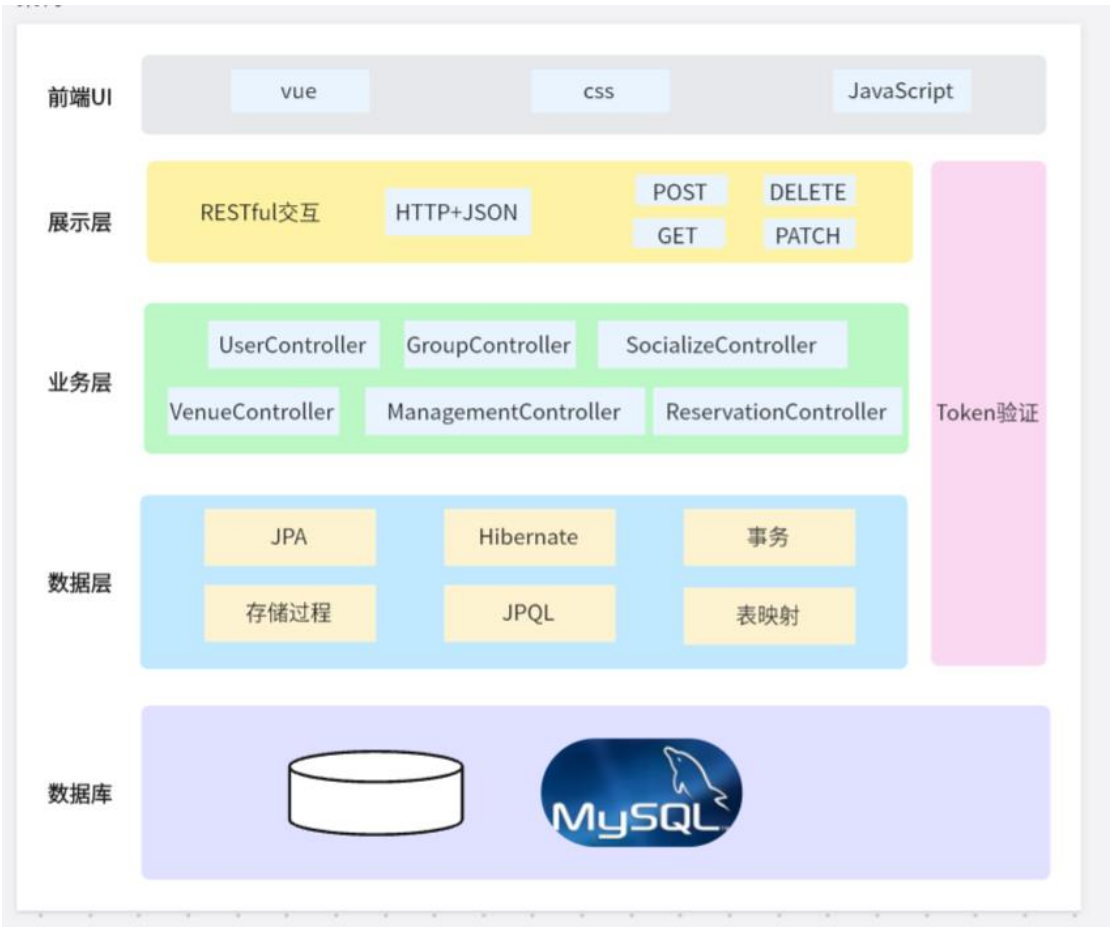 前端UI
vue
css
JavaScript
展示层
RESTful交互
HTTP+JSON
POST
DELETE
GET
PATCH
业务层
UserController
GroupController
SocializeController
VenueController
ManagementController
ReservationController
Token验证
数据层
JPA
Hibernate
事务
存储过程
JPQL
表映射
数据库
MySQL